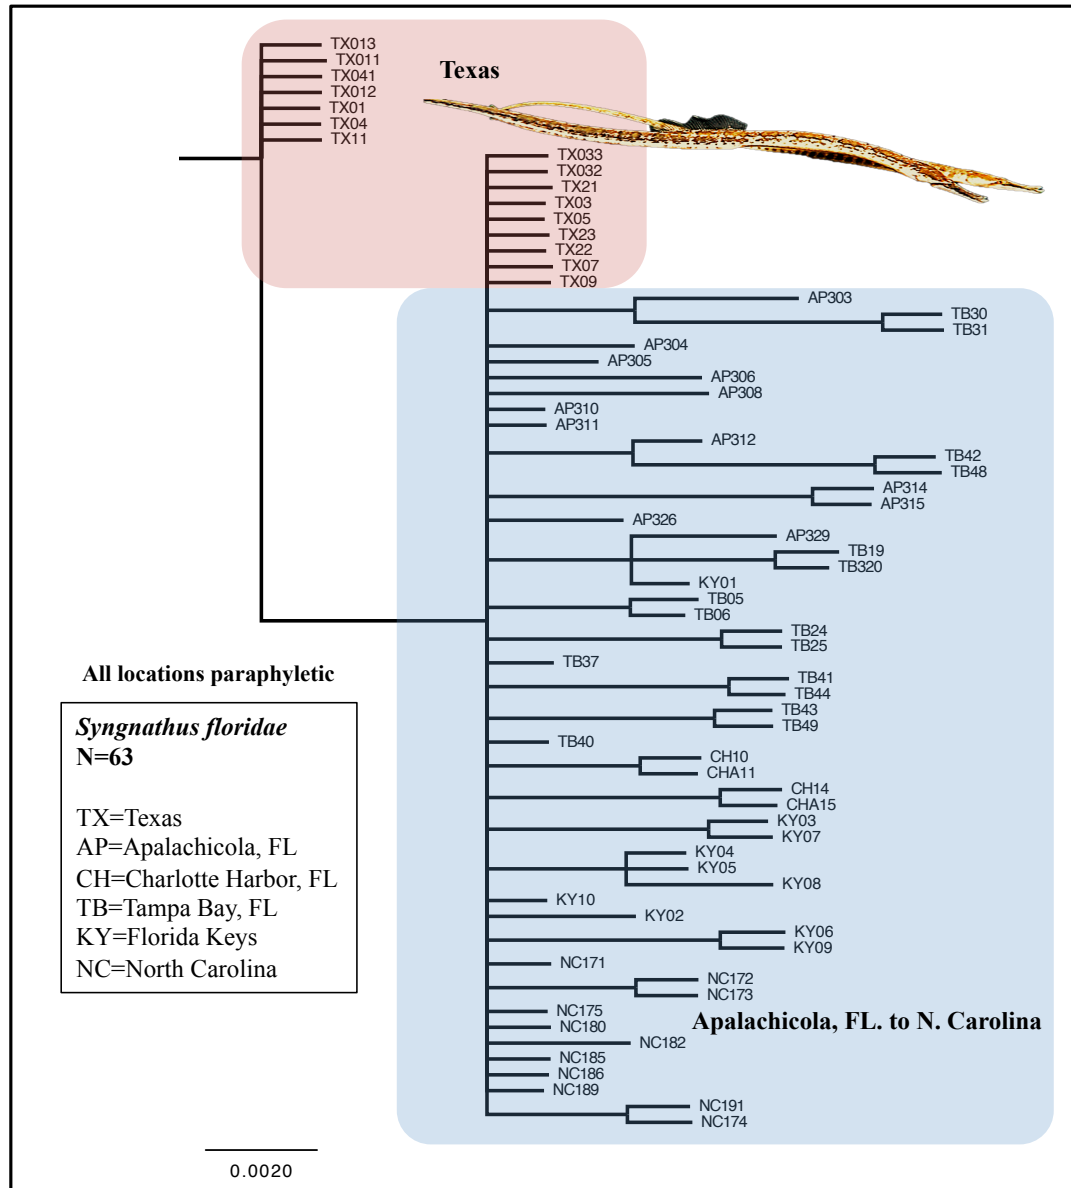 TX013
TX011
TX041
TX012
TX01
TX04
TX11
Texas
TX033
TX032
TX21
TX03
TX05
TX23
TX22
TX07
TX09
AP303
TB30
TB31
AP304
AP305
AP306
AP308
AP310
AP311
AP312
TB42
TB48
AP314
AP315
AP326
AP329
TB19
TB320
KY01
TB05
TB06
TB24
TB25
TB37
TB41
TB44
TB43
TB49
TB40
CH10
CHA11
CH14
CHA15
KY03
KY07
KY04
KY05
KY08
KY10
KY02
KY06
KY09
NC171
NC172
NC173
NC175
NC180
NC182
NC185
NC186
NC189
NC191
NC174
Apalachicola, FL. to N. Carolina
All locations paraphyletic
Syngnathus floridae
N=63
TX=Texas
AP=Apalachicola, FL
CH=Charlotte Harbor, FL
TB=Tampa Bay, FL
KY=Florida Keys
NC=North Carolina
0.0020